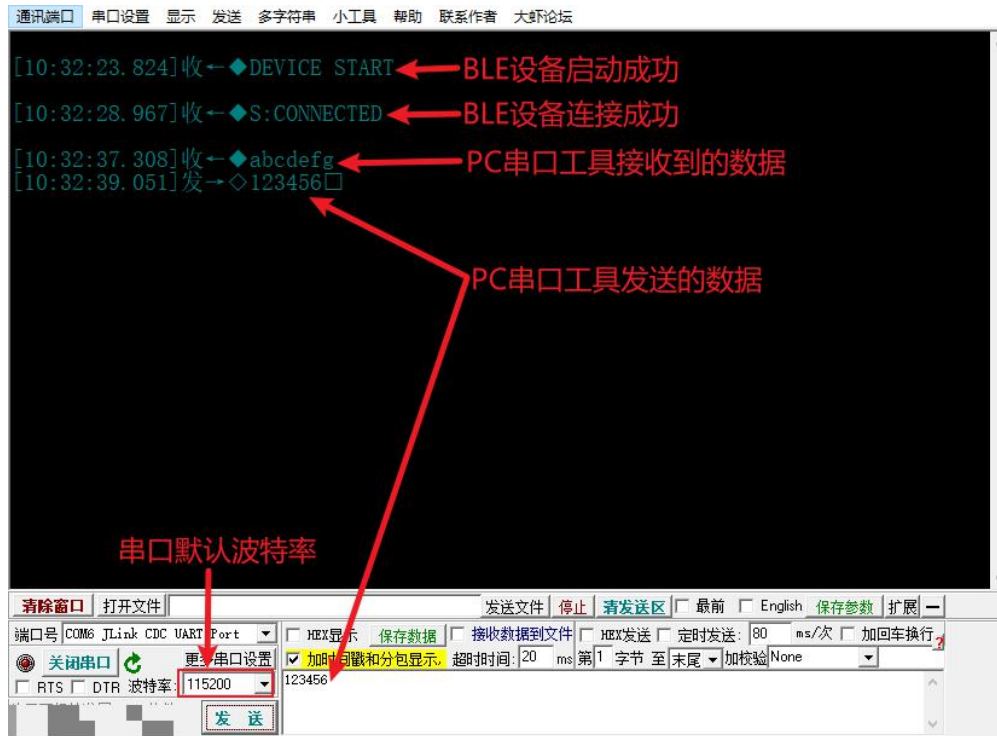 通讯端口 串口设置 显示 发送 多字符串 小工具 帮助 联系作者 大虾论坛
[10:32:23.824]收←◆DEVICE START BLE设备启动成功
[10:32:28.967]收←◆S:CONNECTED BLE设备连接成功
[10:32:37.308]收←◆abcdefg PC串口工具接收到的数据
[10:32:39.051]发→◇123456□
PC串口工具发送的数据
串口默认波特率
清除窗口 打开文件 发送文件 停止 清发送区 最前 English 保存参数 扩展 —
端口号 COM6 JLink CDC UART Port HEX显示 保存数据 接收数据到文件 HEX发送 定时发送: 80 ms/次 加回车换行 ?
关闭串口 更多串口设置 加时间戳和分包显示, 超时时间: 20 ms 第1 字节 至 末尾 加校验 None
RTS DTR 波特率: 115200 123456
发 送